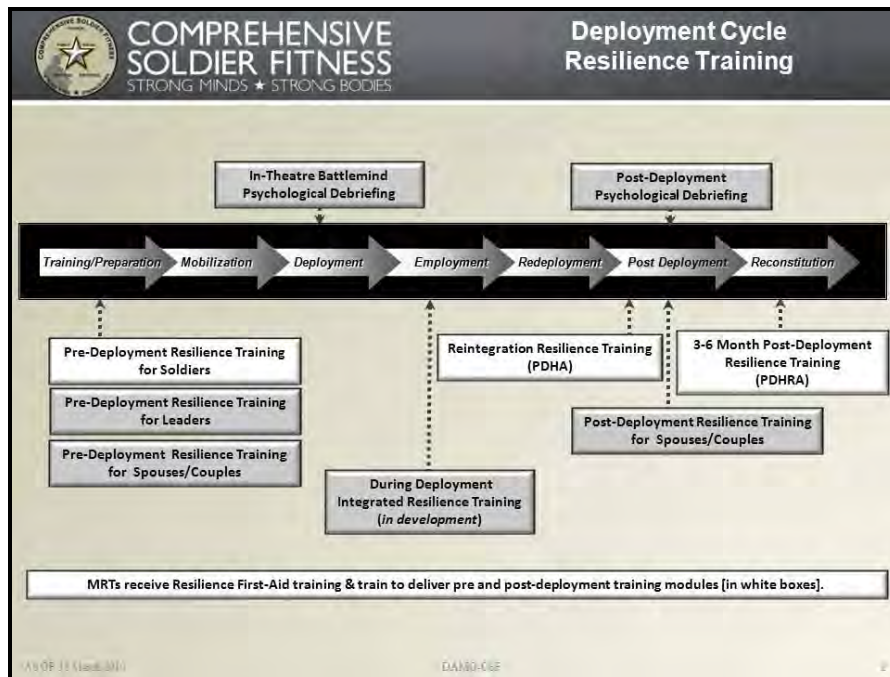 COMPREHENSIVE
SOLDIER FITNESS
STRONG MINDS ★ STRONG BODIES
Deployment Cycle
Resilience Training
In-Theatre Battlemind
Psychological Debriefing
Post-Deployment
Psychological Debriefing
Training/Preparation
Mobilization
Deployment
Employment
Redeployment
Post Deployment
Reconstitution
Pre-Deployment Resilience Training
for Soldiers
Pre-Deployment Resilience Training
for Leaders
Pre-Deployment Resilience Training
for Spouses/Couples
Reintegration Resilience Training
(PDHA)
3-6 Month Post-Deployment
Resilience Training
(PDHRA)
Post-Deployment Resilience Training
for Spouses/Couples
During Deployment
Integrated Resilience Training
(in development)
MRTs receive Resilience First-Aid training & train to deliver pre and post-deployment training modules [in white boxes].
AS OF